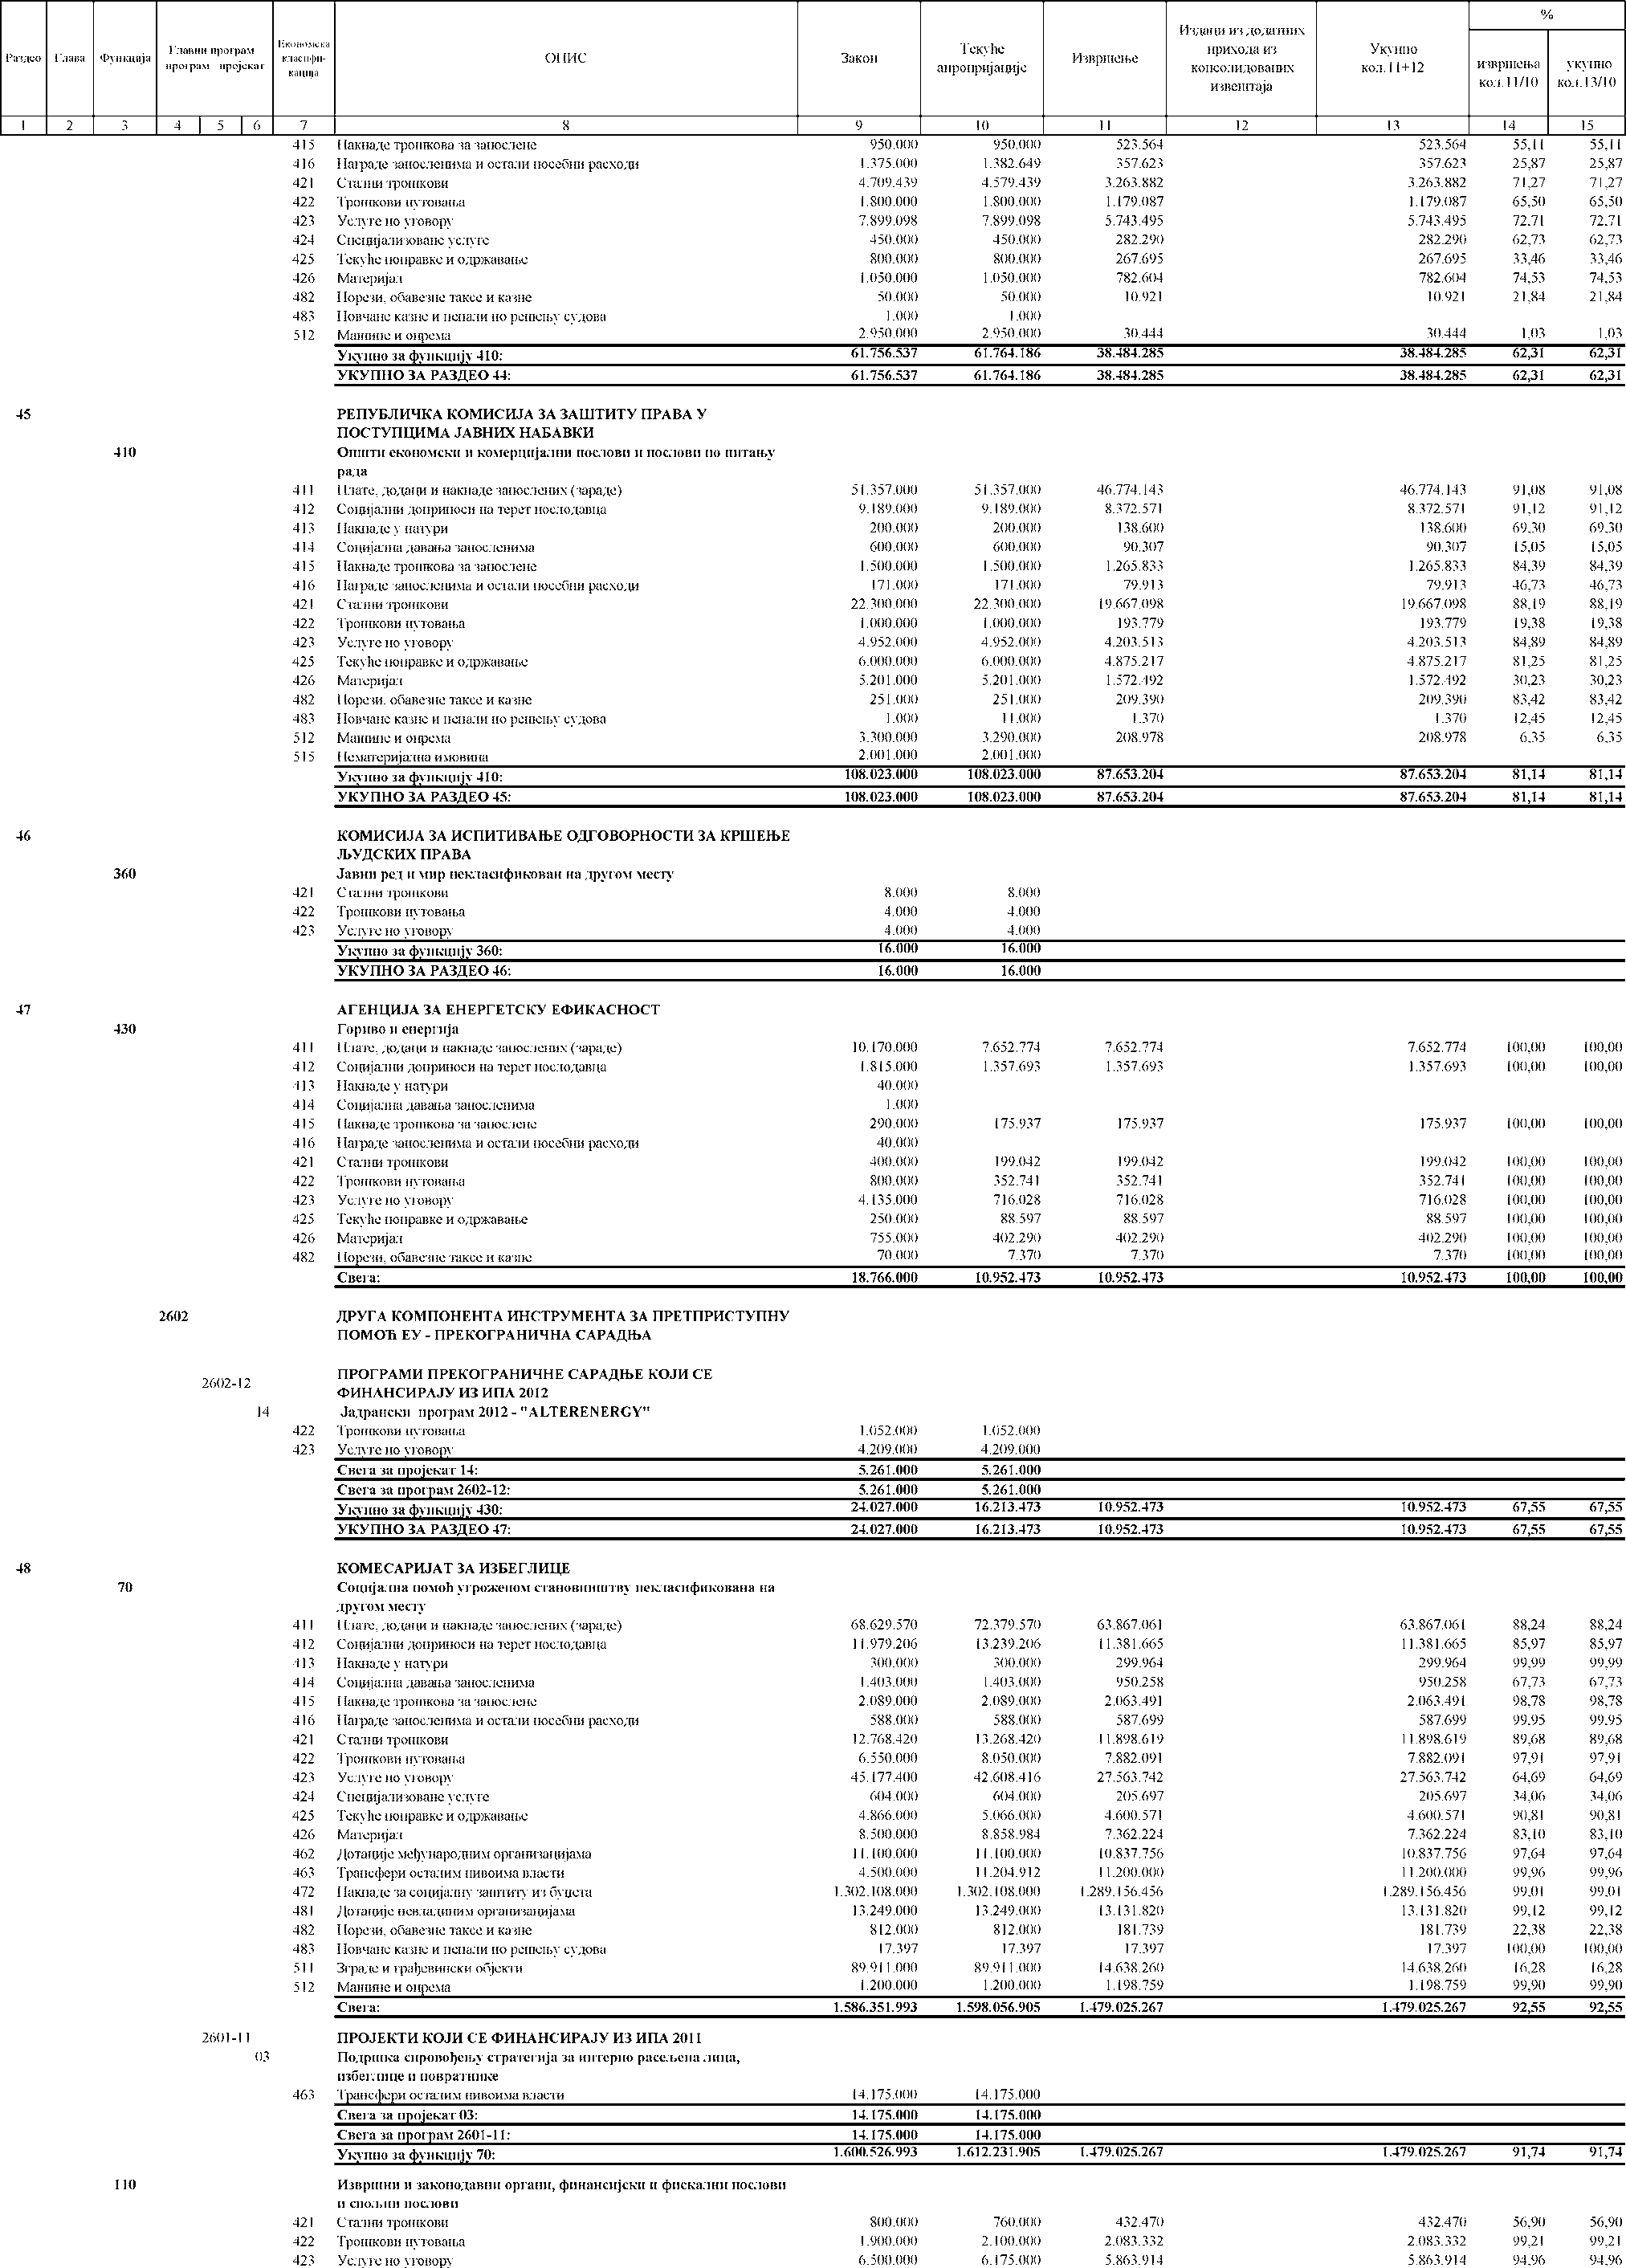 Раздео Глава Функција Главни програм програм пројекат Економска класифи-кација ОПИС Закон Текуће апропријације Извршење Издаци из додатних прихода из консолидованих извештаја Укупно кол.11+12 % извршења кол.11/10 укупно кол.13/10
1 2 3 4 5 6 7 8 9 10 11 12 13 14 15
415 Накнаде трошкова за запослене 950.000 950.000 523.564 523.564 55,11 55,11
416 Награде запосленима и остали посебни расходи 1.375.000 1.382.649 357.623 357.623 25,87 25,87
421 Стални трошкови 4.709.439 4.579.439 3.263.882 3.263.882 71,27 71,27
422 Трошкови путовања 1.800.000 1.800.000 1.179.087 1.179.087 65,50 65,50
423 Услуге по уговору 7.899.098 7.899.098 5.743.495 5.743.495 72,71 72,71
424 Специјализоване услуге 450.000 450.000 282.290 282.290 62,73 62,73
425 Текуће поправке и одржавање 800.000 800.000 267.695 267.695 33,46 33,46
426 Материјал 1.050.000 1.050.000 782.604 782.604 74,53 74,53
482 Порези, обавезне таксе и казне 50.000 50.000 10.921 10.921 21,84 21,84
483 Новчане казне и пенали по решењу судова 1.000 1.000
512 Машине и опрема 2.950.000 2.950.000 30.444 30.444 1,03 1,03
Укупно за функцију 410: 61.756.537 61.764.186 38.484.285 38.484.285 62,31 62,31
УКУПНО ЗА РАЗДЕО 44: 61.756.537 61.764.186 38.484.285 38.484.285 62,31 62,31
45 РЕПУБЛИЧКА КОМИСИЈА ЗА ЗАШТИТУ ПРАВА У
ПОСТУПЦИМА ЈАВНИХ НАБАВКИ
410 Општи економски и комерцијални послови и послови по питању
рада
411 Плате, додаци и накнаде запослених (зараде) 51.357.000 51.357.000 46.774.143 46.774.143 91,08 91,08
412 Социјални доприноси на терет послодавца 9.189.000 9.189.000 8.372.571 8.372.571 91,12 91,12
413 Накнаде у натури 200.000 200.000 138.600 138.600 69,30 69,30
414 Социјална давања запосленима 600.000 600.000 90.307 90.307 15,05 15,05
415 Накнаде трошкова за запослене 1.500.000 1.500.000 1.265.833 1.265.833 84,39 84,39
416 Награде запосленима и остали посебни расходи 171.000 171.000 79.913 79.913 46,73 46,73
421 Стални трошкови 22.300.000 22.300.000 19.667.098 19.667.098 88,19 88,19
422 Трошкови путовања 1.000.000 1.000.000 193.779 193.779 19,38 19,38
423 Услуге по уговору 4.952.000 4.952.000 4.203.513 4.203.513 84,89 84,89
425 Текуће поправке и одржавање 6.000.000 6.000.000 4.875.217 4.875.217 81,25 81,25
426 Материјал 5.201.000 5.201.000 1.572.492 1.572.492 30,23 30,23
482 Порези, обавезне таксе и казне 251.000 251.000 209.390 209.390 83,42 83,42
483 Новчане казне и пенали по решењу судова 1.000 11.000 1.370 1.370 12,45 12,45
512 Машине и опрема 3.300.000 3.290.000 208.978 208.978 6,35 6,35
515 Нематеријална имовина 2.001.000 2.001.000
Укупно за функцију 410: 108.023.000 108.023.000 87.653.204 87.653.204 81,14 81,14
УКУПНО ЗА РАЗДЕО 45: 108.023.000 108.023.000 87.653.204 87.653.204 81,14 81,14
46 КОМИСИЈА ЗА ИСПИТИВАЊЕ ОДГОВОРНОСТИ ЗА КРШЕЊЕ
ЉУДСКИХ ПРАВА
360 Јавни ред и мир некласификован на другом месту
421 Стални трошкови 8.000 8.000
422 Трошкови путовања 4.000 4.000
423 Услуге по уговору 4.000 4.000
Укупно за функцију 360: 16.000 16.000
УКУПНО ЗА РАЗДЕО 46: 16.000 16.000
47 АГЕНЦИЈА ЗА ЕНЕРГЕТСКУ ЕФИКАСНОСТ
430 Гориво и енергија
411 Плате, додаци и накнаде запослених (зараде) 10.170.000 7.652.774 7.652.774 7.652.774 100,00 100,00
412 Социјални доприноси на терет послодавца 1.815.000 1.357.693 1.357.693 1.357.693 100,00 100,00
413 Накнаде у натури 40.000
414 Социјална давања запосленима 1.000
415 Накнаде трошкова за запослене 290.000 175.937 175.937 175.937 100,00 100,00
416 Награде запосленима и остали посебни расходи 40.000
421 Стални трошкови 400.000 199.042 199.042 199.042 100,00 100,00
422 Трошкови путовања 800.000 352.741 352.741 352.741 100,00 100,00
423 Услуге по уговору 4.135.000 716.028 716.028 716.028 100,00 100,00
425 Текуће поправке и одржавање 250.000 88.597 88.597 88.597 100,00 100,00
426 Материјал 755.000 402.290 402.290 402.290 100,00 100,00
482 Порези, обавезне таксе и казне 70.000 7.370 7.370 7.370 100,00 100,00
Свега: 18.766.000 10.952.473 10.952.473 10.952.473 100,00 100,00
2602 ДРУГА КОМПОНЕНТА ИНСТРУМЕНТА ЗА ПРЕТПРИСТУПНУ
ПОМОЋ ЕУ - ПРЕКОГРАНИЧНА САРАДЊА
2602-12 ПРОГРАМИ ПРЕКОГРАНИЧНЕ САРАДЊЕ КОЈИ СЕ
ФИНАНСИРАЈУ ИЗ ИПА 2012
14 Јадрански програм 2012 - "ALTERENERGY"
422 Трошкови путовања 1.052.000 1.052.000
423 Услуге по уговору 4.209.000 4.209.000
Свега за пројекат 14: 5.261.000 5.261.000
Свега за програм 2602-12: 5.261.000 5.261.000
Укупно за функцију 430: 24.027.000 16.213.473 10.952.473 10.952.473 67,55 67,55
УКУПНО ЗА РАЗДЕО 47: 24.027.000 16.213.473 10.952.473 10.952.473 67,55 67,55
48 КОМЕСАРИЈАТ ЗА ИЗБЕГЛИЦЕ
70 Социјална помоћ угроженом становништву некласификована на
другом месту
411 Плате, додаци и накнаде запослених (зараде) 68.629.570 72.379.570 63.867.061 63.867.061 88,24 88,24
412 Социјални доприноси на терет послодавца 11.979.206 13.239.206 11.381.665 11.381.665 85,97 85,97
413 Накнаде у натури 300.000 300.000 299.964 299.964 99,99 99,99
414 Социјална давања запосленима 1.403.000 1.403.000 950.258 950.258 67,73 67,73
415 Накнаде трошкова за запослене 2.089.000 2.089.000 2.063.491 2.063.491 98,78 98,78
416 Награде запосленима и остали посебни расходи 588.000 588.000 587.699 587.699 99,95 99,95
421 Стални трошкови 12.768.420 13.268.420 11.898.619 11.898.619 89,68 89,68
422 Трошкови путовања 6.550.000 8.050.000 7.882.091 7.882.091 97,91 97,91
423 Услуге по уговору 45.177.400 42.608.416 27.563.742 27.563.742 64,69 64,69
424 Специјализоване услуге 604.000 604.000 205.697 205.697 34,06 34,06
425 Текуће поправке и одржавање 4.866.000 5.066.000 4.600.571 4.600.571 90,81 90,81
426 Материјал 8.500.000 8.858.984 7.362.224 7.362.224 83,10 83,10
462 Дотације међународним организацијама 11.100.000 11.100.000 10.837.756 10.837.756 97,64 97,64
463 Трансфери осталим нивоима власти 4.500.000 11.204.912 11.200.000 11.200.000 99,96 99,96
472 Накнаде за социјалну заштиту из буџета 1.302.108.000 1.302.108.000 1.289.156.456 1.289.156.456 99,01 99,01
481 Дотације невладиним организацијама 13.249.000 13.249.000 13.131.820 13.131.820 99,12 99,12
482 Порези, обавезне таксе и казне 812.000 812.000 181.739 181.739 22,38 22,38
483 Новчане казне и пенали по решењу судова 17.397 17.397 17.397 17.397 100,00 100,00
511 Зграде и грађевински објекти 89.911.000 89.911.000 14.638.260 14.638.260 16,28 16,28
512 Машине и опрема 1.200.000 1.200.000 1.198.759 1.198.759 99,90 99,90
Свега: 1.586.351.993 1.598.056.905 1.479.025.267 1.479.025.267 92,55 92,55
2601-11 ПРОЈЕКТИ КОЈИ СЕ ФИНАНСИРАЈУ ИЗ ИПА 2011
03 Подршка спровођењу стратегија за интерно расељена лица,
избеглице и повратнике
463 Трансфери осталим нивоима власти 14.175.000 14.175.000
Свега за пројекат 03: 14.175.000 14.175.000
Свега за програм 2601-11: 14.175.000 14.175.000
Укупно за функцију 70: 1.600.526.993 1.612.231.905 1.479.025.267 1.479.025.267 91,74 91,74
110 Извршни и законодавни органи, финансијски и фискални послови
и спољни послови
421 Стални трошкови 800.000 760.000 432.470 432.470 56,90 56,90
422 Трошкови путовања 1.900.000 2.100.000 2.083.332 2.083.332 99,21 99,21
423 Услуге по уговору 6.500.000 6.175.000 5.863.914 5.863.914 94,96 94,96